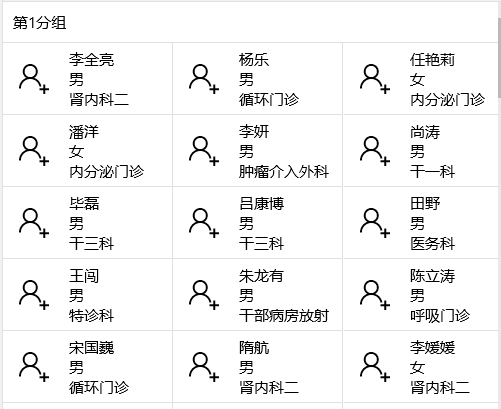 第1分组
李全亮
男
肾内科二
杨乐
男
循环门诊
任艳莉
女
内分泌门诊
潘洋
女
内分泌门诊
李妍
男
肿瘤介入外科
尚涛
男
干一科
毕磊
男
干三科
吕康博
男
干三科
田野
男
医务科
王闯
男
特诊科
朱龙有
男
干部病房放射
陈立涛
男
呼吸门诊
宋国巍
男
循环门诊
隋航
男
肾内科二
李媛媛
女
肾内科二